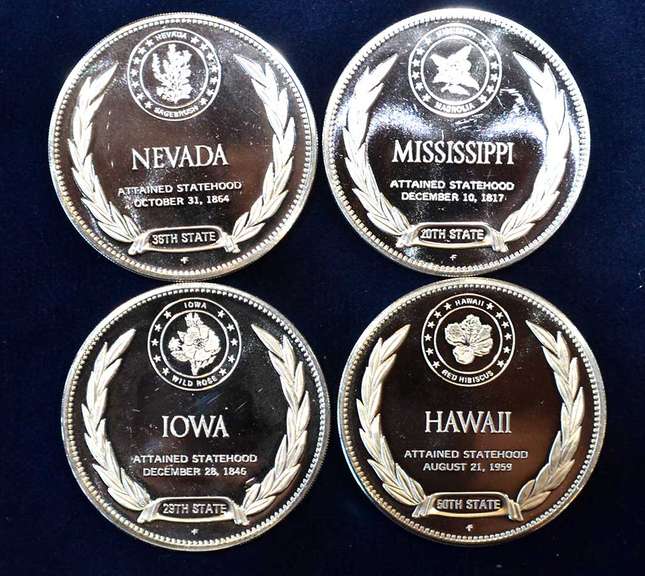 NEVADA
SAGEBRUSH
NEVADA
ATTAINED STATEHOOD
OCTOBER 31, 1864
36TH STATE
F
MISSISSIPPI
MAGNOLIA
MISSISSIPPI
ATTAINED STATEHOOD
DECEMBER 10, 1817
20TH STATE
F
IOWA
WILD ROSE
IOWA
ATTAINED STATEHOOD
DECEMBER 28, 1846
29TH STATE
F
HAWAII
RED HIBISCUS
HAWAII
ATTAINED STATEHOOD
AUGUST 21, 1959
50TH STATE
F